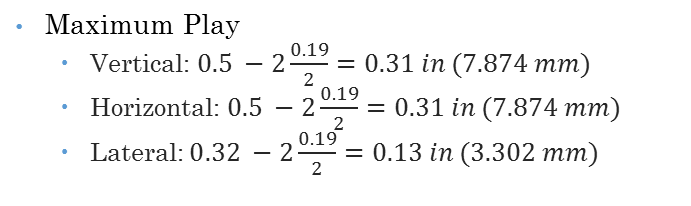 • Maximum Play
• Vertical: 0.5 − 2 0.19/2 = 0.31 in (7.874 mm)
• Horizontal: 0.5 − 2 0.19/2 = 0.31 in (7.874 mm)
• Lateral: 0.32 − 2 0.19/2 = 0.13 in (3.302 mm)